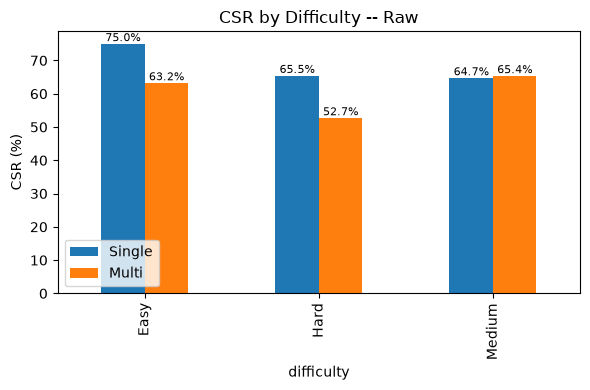 CSR by Difficulty -- Raw
CSR (%)
70
60
50
40
30
20
10
0
75.0%
63.2%
65.5%
52.7%
64.7%
65.4%
Single
Multi
Easy
Hard
Medium
difficulty